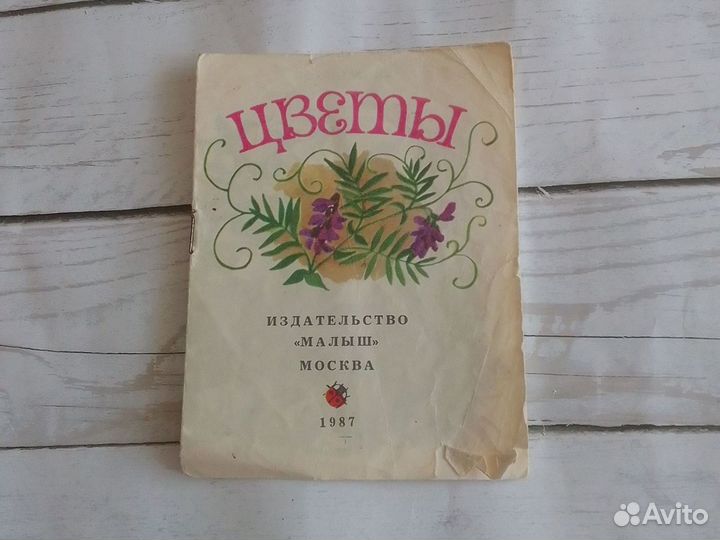 ЦВЕТЫ
ИЗДАТЕЛЬСТВО
«МАЛЫШ»
МОСКВА
1987
Avito